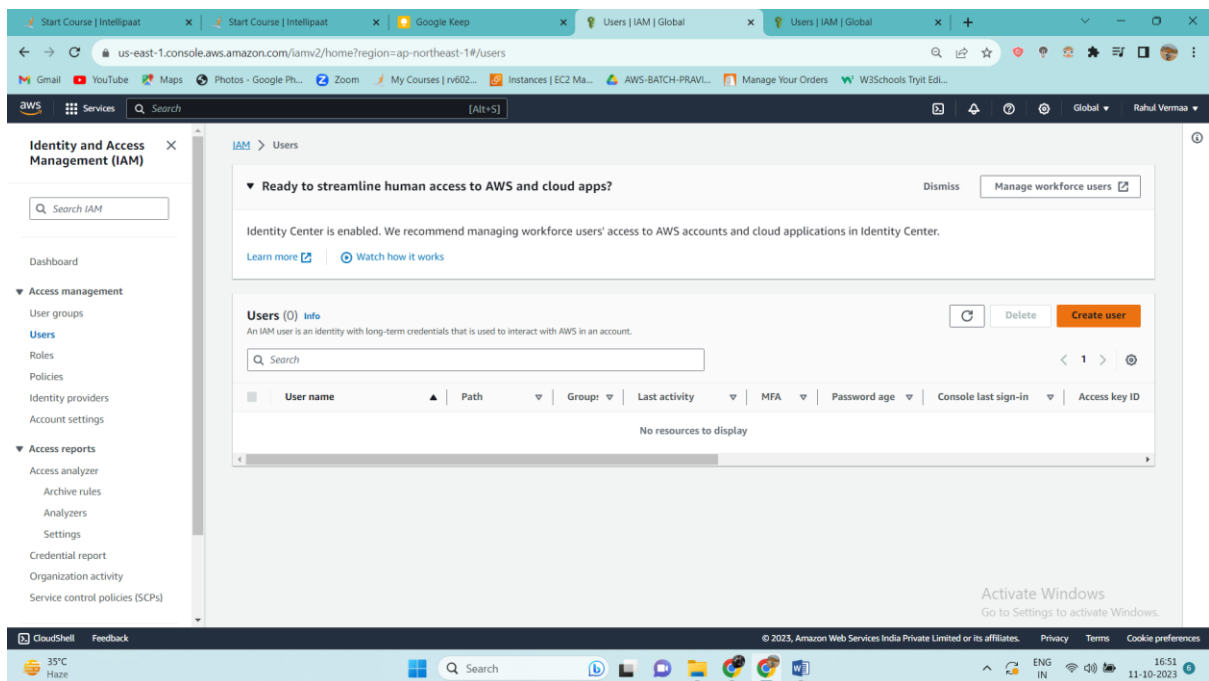 Start Course | Intellipaat
Start Course | Intellipaat
Google Keep
Users | IAM | Global
Users | IAM | Global
us-east-1.console.aws.amazon.com/iamv2/home?region=ap-northeast-1#/users
Gmail YouTube Maps Photos - Google Ph... Zoom My Courses | rv602... Instances | EC2 Ma... AWS-BATCH-PRAVI... Manage Your Orders W3Schools Tryit Edi...
aws Services Search [Alt+S] Global Rahul Vermaa
Identity and Access
Management (IAM)
Search IAM
Dashboard
Access management
User groups
Users
Roles
Policies
Identity providers
Account settings
Access reports
Access analyzer
Archive rules
Analyzers
Settings
Credential report
Organization activity
Service control policies (SCPs)
IAM > Users
Ready to streamline human access to AWS and cloud apps? Dismiss Manage workforce users
Identity Center is enabled. We recommend managing workforce users' access to AWS accounts and cloud applications in Identity Center.
Learn more Watch how it works
Users (0) Info Delete Create user
An IAM user is an identity with long-term credentials that is used to interact with AWS in an account.
Search < 1 >
User name Path Group: Last activity MFA Password age Console last sign-in Access key ID
No resources to display
Activate Windows
Go to Settings to activate Windows.
CloudShell Feedback © 2023, Amazon Web Services India Private Limited or its affiliates. Privacy Terms Cookie preferences
35°C
Haze
Search
ENG
IN
16:51
11-10-2023
6